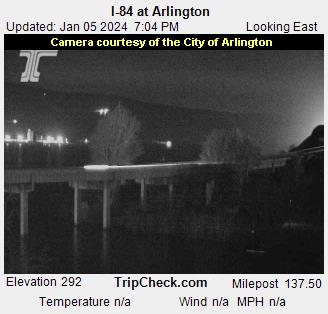 I-84 at Arlington
Updated: Jan 05 2024 7:04 PM Looking East
Camera courtesy of the City of Arlington
Elevation 292 TripCheck.com Milepost 137.50
Temperature n/a Wind n/a MPH n/a